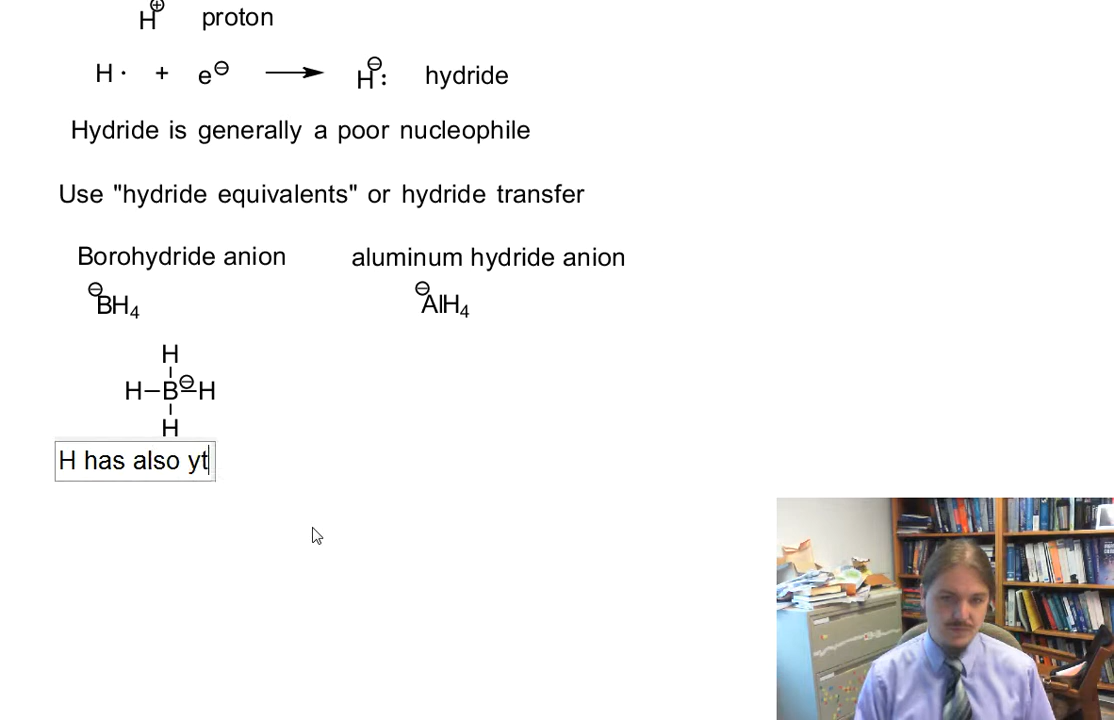 H⊕ proton
H · + e⊖ ⟶ H⊖: hydride
Hydride is generally a poor nucleophile
Use "hydride equivalents" or hydride transfer
Borohydride anion aluminum hydride anion
⊖BH₄ ⊖AlH₄
H
H–B⊖–H
H
H has also yt